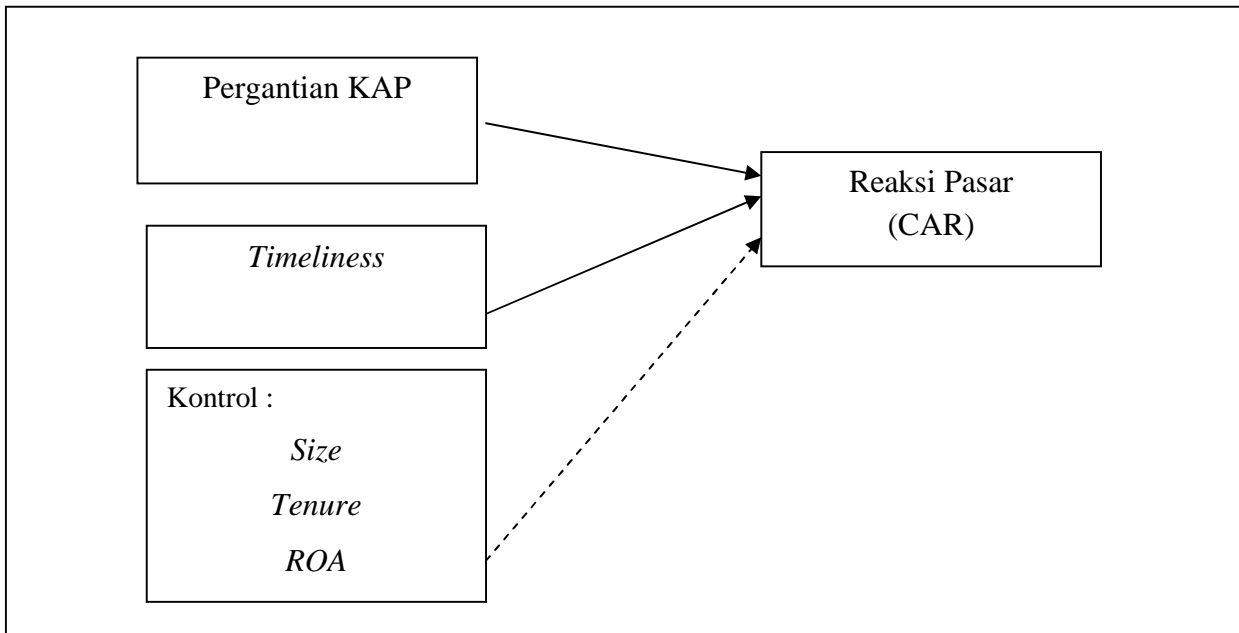 Pergantian KAP
Reaksi Pasar
(CAR)
Timeliness
Kontrol :
Size
Tenure
ROA